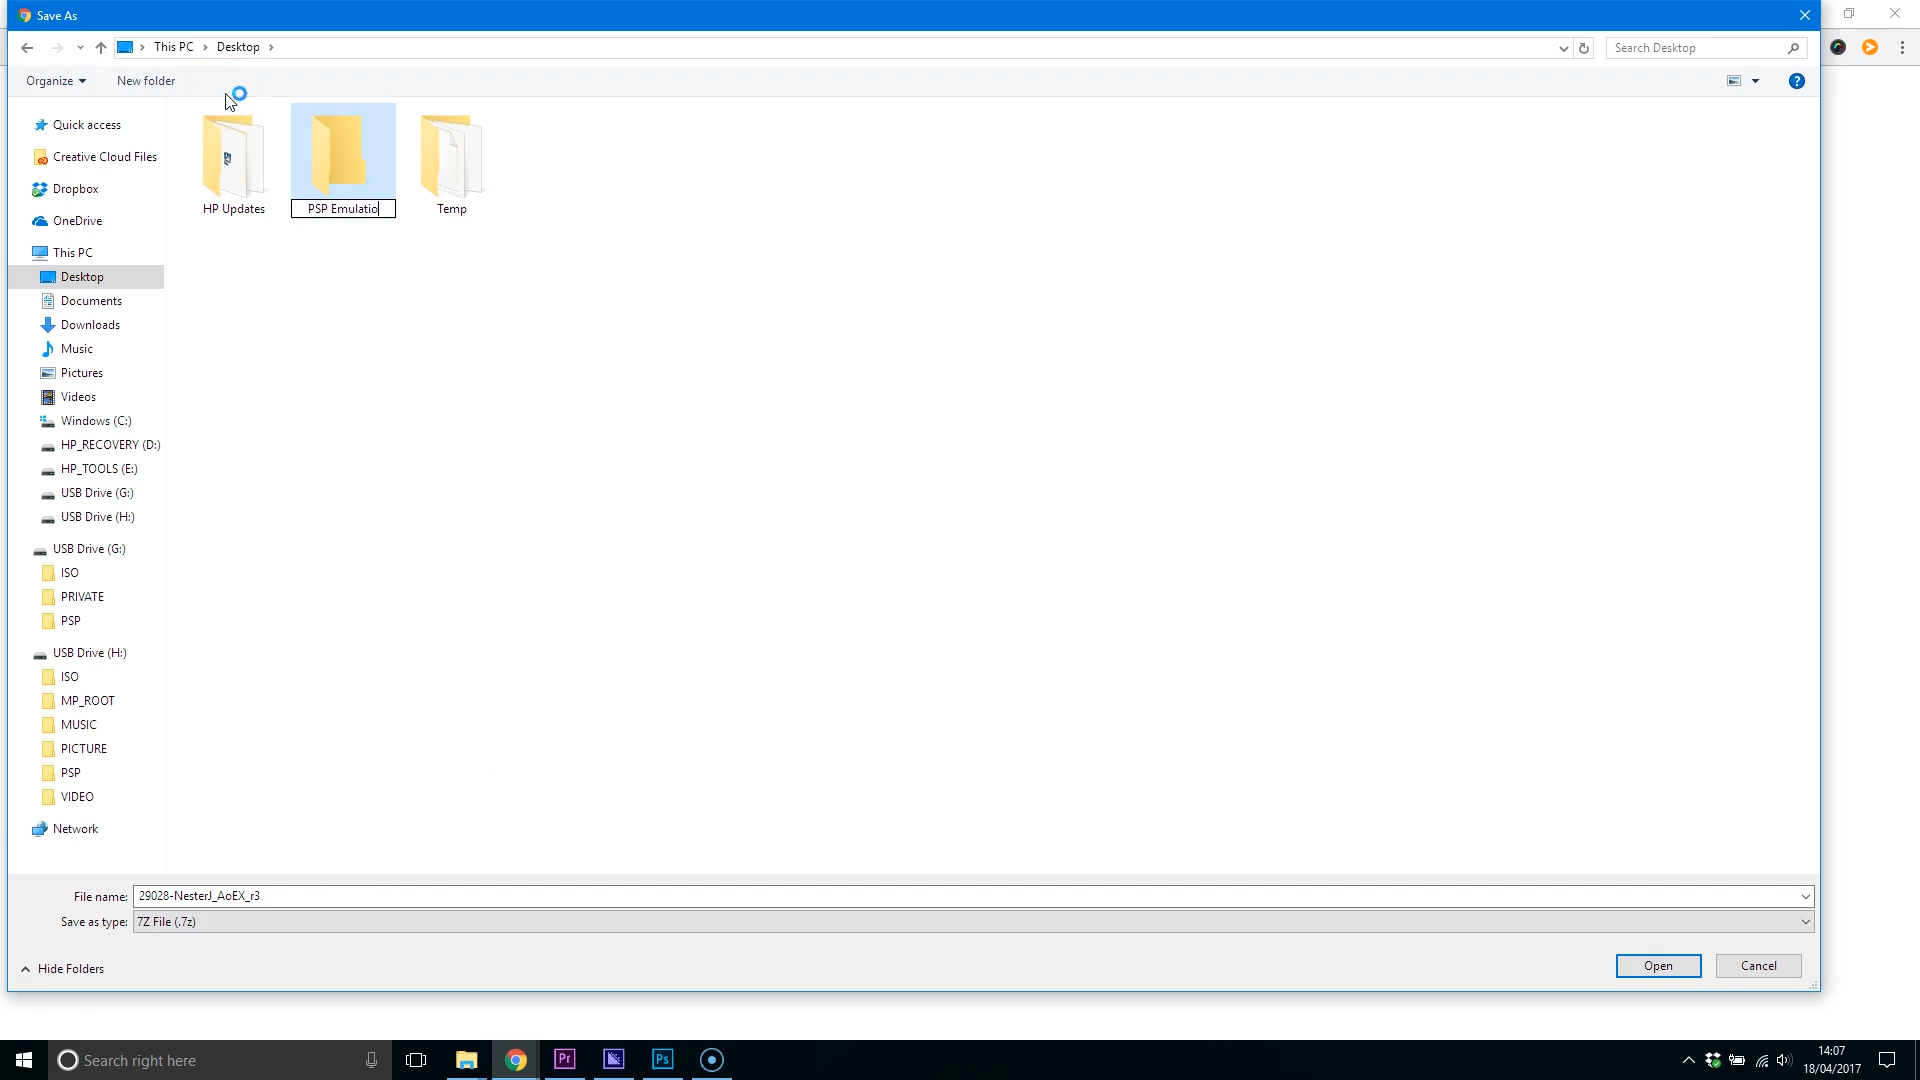 Save As
This PC
Desktop
Search Desktop
Organize
New folder
?
Quick access
Creative Cloud Files
Dropbox
OneDrive
This PC
Desktop
Documents
Downloads
Music
Pictures
Videos
Windows (C:)
HP_RECOVERY (D:)
HP_TOOLS (E:)
USB Drive (G:)
USB Drive (H:)
USB Drive (G:)
ISO
PRIVATE
PSP
USB Drive (H:)
ISO
MP_ROOT
MUSIC
PICTURE
PSP
VIDEO
Network
HP Updates
PSP Emulatio
Temp
File name:
29028-NesterJ_AoEX_r3
Save as type:
7Z File (.7z)
Hide Folders
Open
Cancel
Search right here
Pr
Ps
14:07
18/04/2017